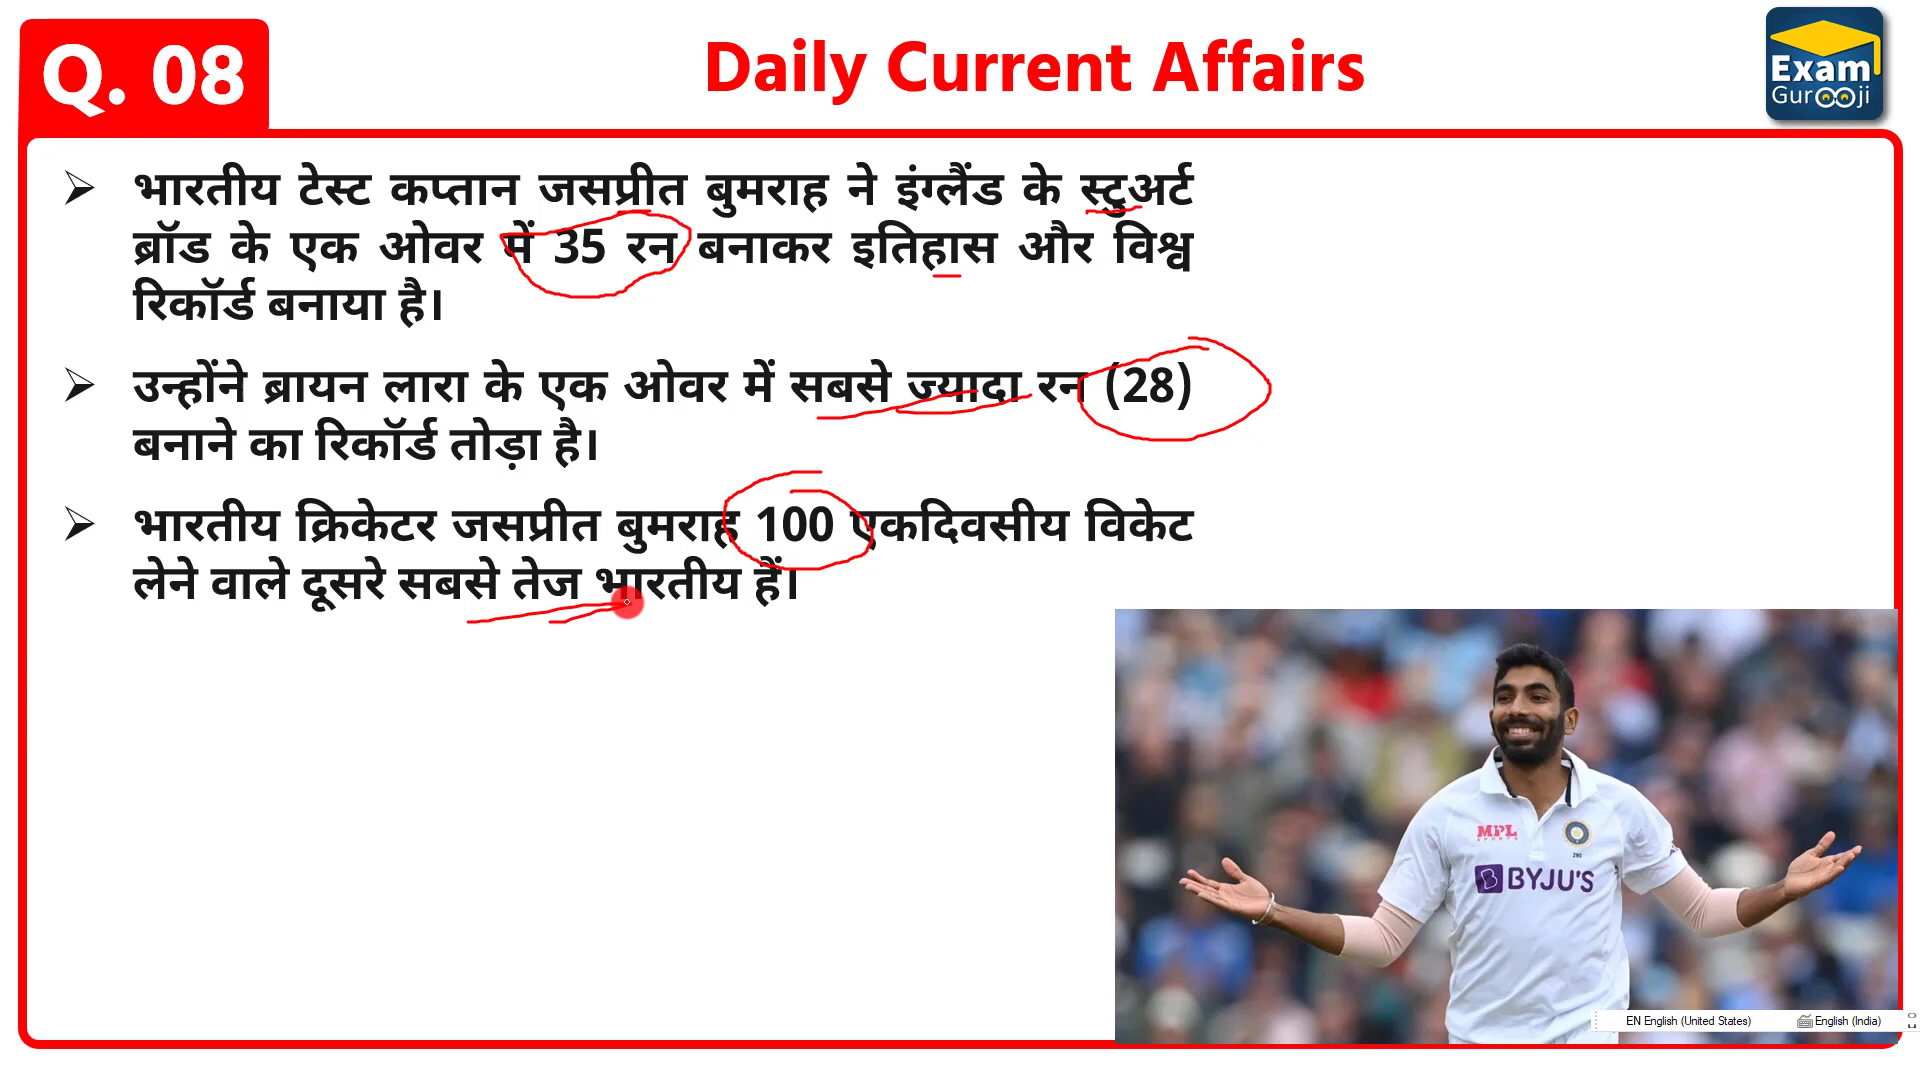 Q. 08
Daily Current Affairs
Exam
Gurooji
भारतीय टेस्ट कप्तान जसप्रीत बुमराह ने इंग्लैंड के स्टुअर्ट
ब्रॉड के एक ओवर में 35 रन बनाकर इतिहास और विश्व
रिकॉर्ड बनाया है।
उन्होंने ब्रायन लारा के एक ओवर में सबसे ज्यादा रन (28)
बनाने का रिकॉर्ड तोड़ा है।
भारतीय क्रिकेटर जसप्रीत बुमराह 100 एकदिवसीय विकेट
लेने वाले दूसरे सबसे तेज भारतीय हैं।
MPL
SPORTS
290
BYJU'S
EN English (United States) English (India)